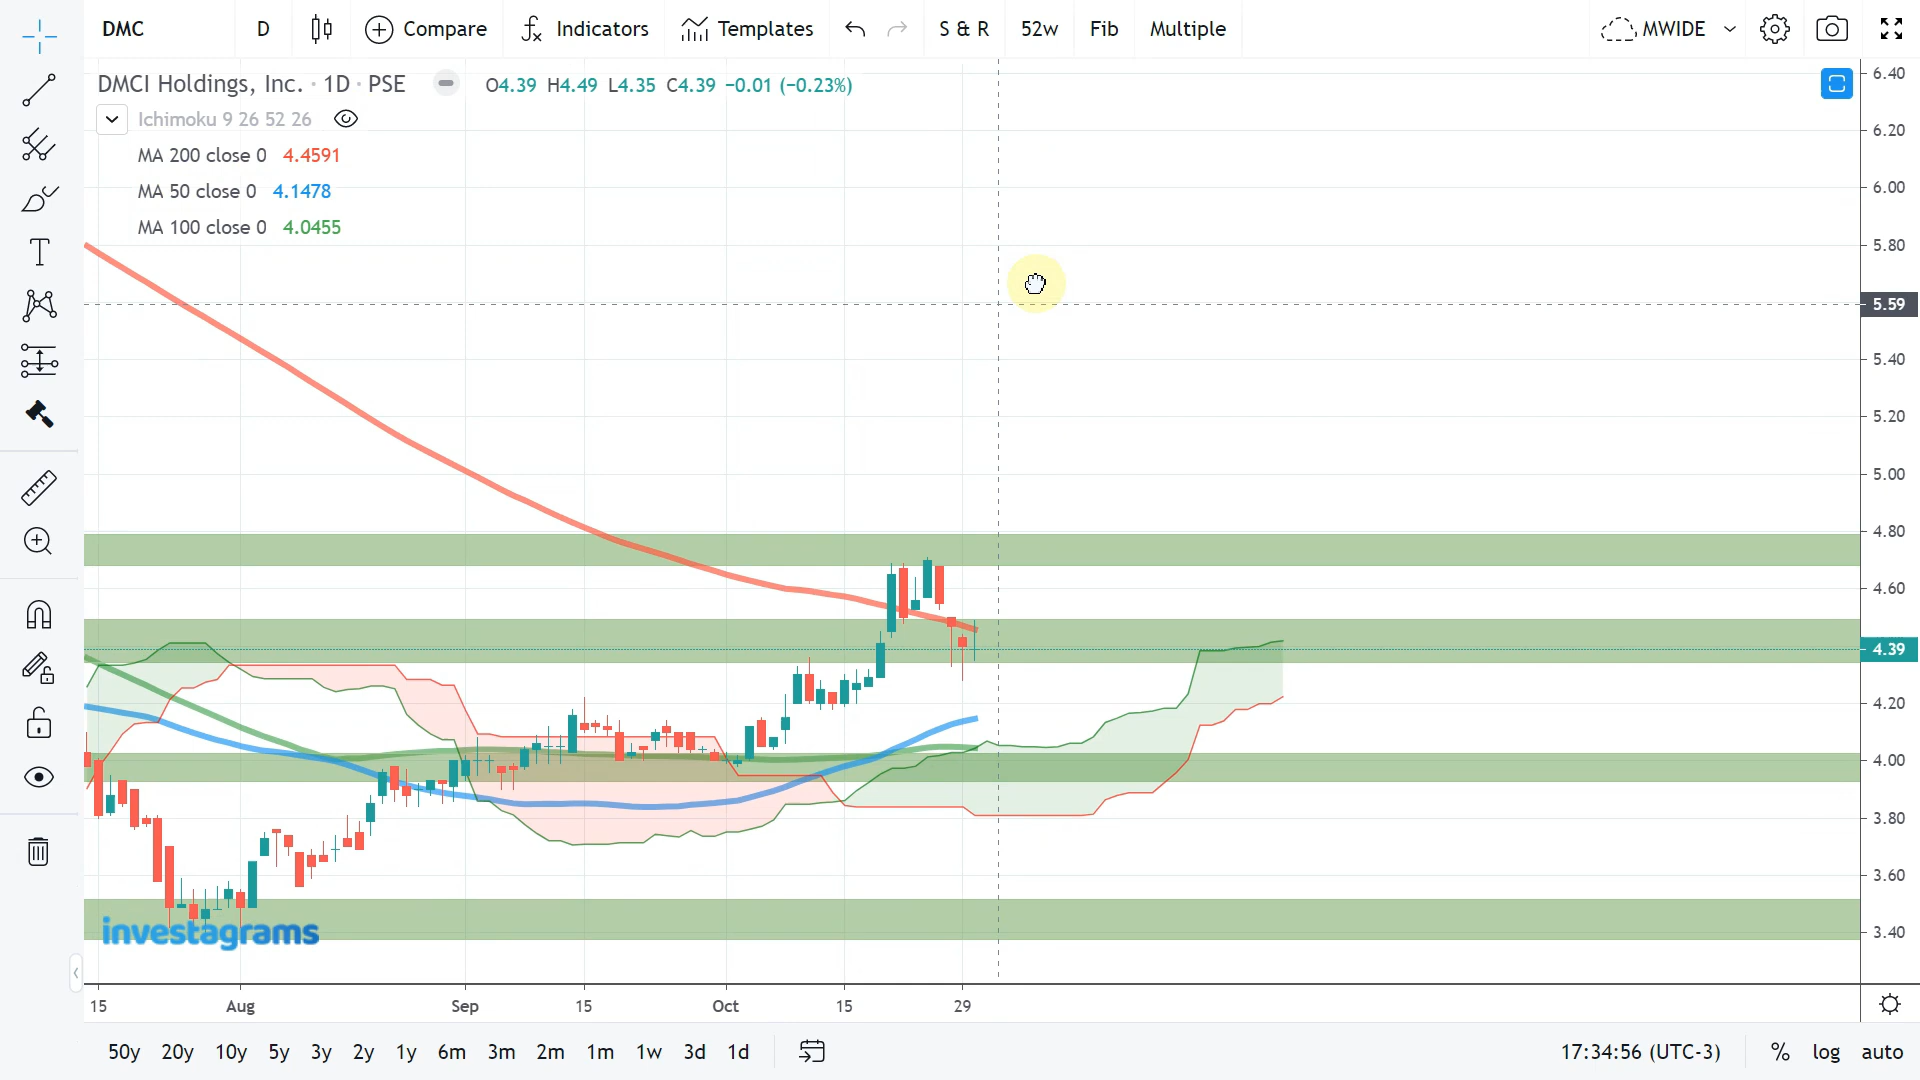 DMC D Compare Indicators Templates S & R 52w Fib Multiple MWIDE
DMCI Holdings, Inc. · 1D · PSE O4.39 H4.49 L4.35 C4.39 −0.01 (−0.23%)
Ichimoku 9 26 52 26
MA 200 close 0 4.4591
MA 50 close 0 4.1478
MA 100 close 0 4.0455
6.40
6.20
6.00
5.80
5.59
5.40
5.20
5.00
4.80
4.60
4.39
4.20
4.00
3.80
3.60
3.40
investagrams
15 Aug Sep 15 Oct 15 29
50y 20y 10y 5y 3y 2y 1y 6m 3m 2m 1m 1w 3d 1d 17:34:56 (UTC-3) % log auto